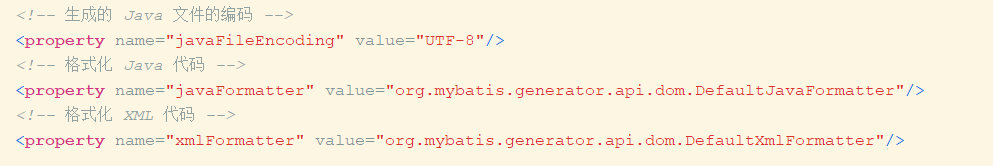 <!-- 生成的 Java 文件的编码 -->
<property name="javaFileEncoding" value="UTF-8"/>
<!-- 格式化 Java 代码 -->
<property name="javaFormatter" value="org.mybatis.generator.api.dom.DefaultJavaFormatter"/>
<!-- 格式化 XML 代码 -->
<property name="xmlFormatter" value="org.mybatis.generator.api.dom.DefaultXmlFormatter"/>